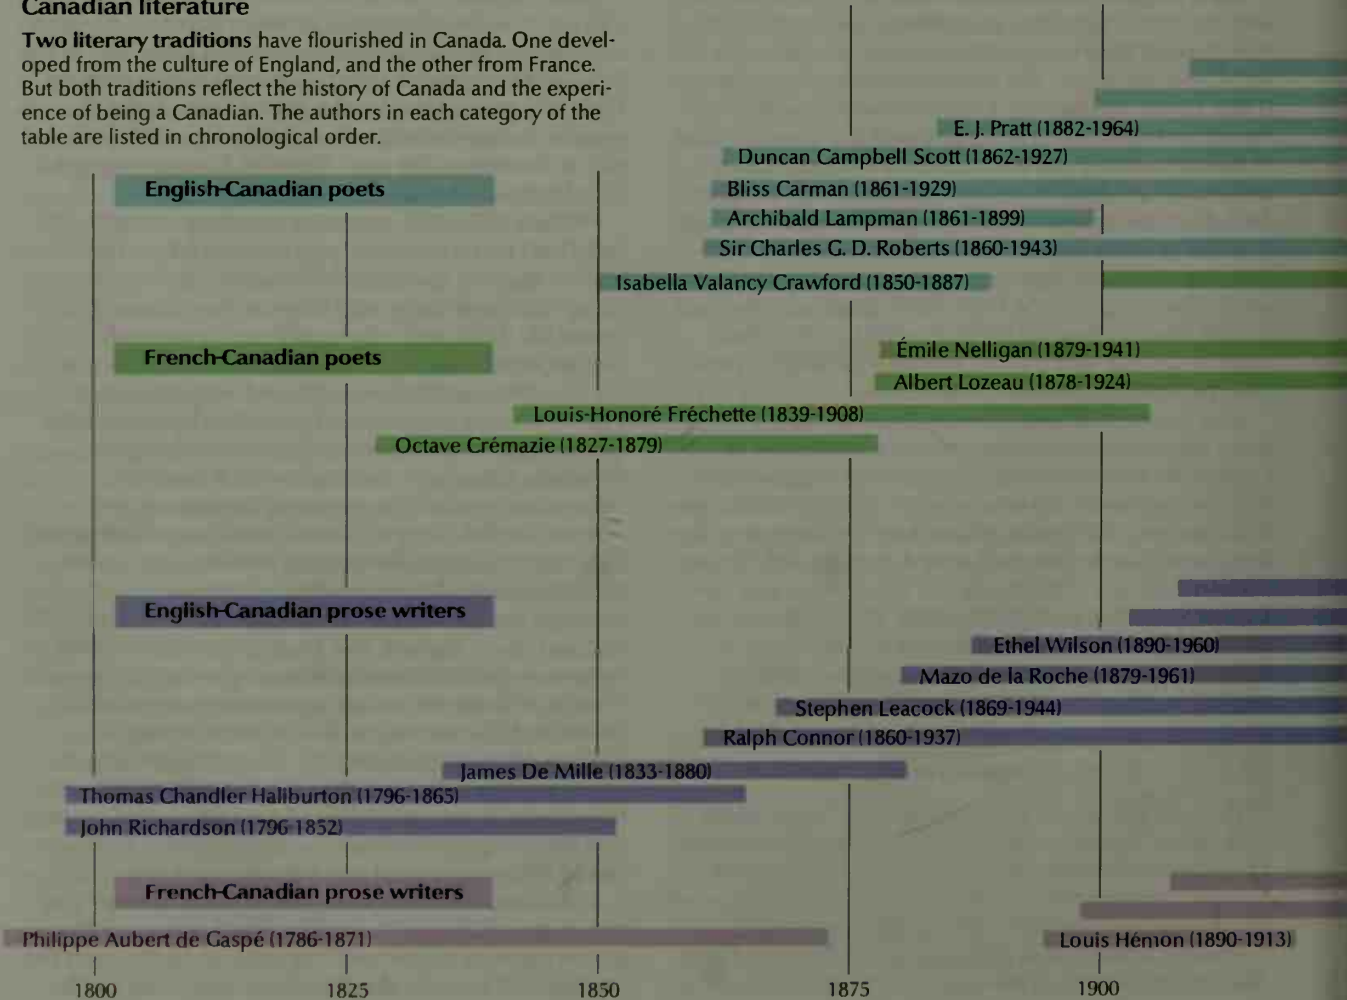 Canadian literature
Two literary traditions have flourished in Canada. One devel-
oped from the culture of England, and the other from France.
But both traditions reflect the history of Canada and the experi-
ence of being a Canadian. The authors in each category of the
table are listed in chronological order.
E. J. Pratt (1882-1964)
Duncan Campbell Scott (1862-1927)
English-Canadian poets
Bliss Carman (1861-1929)
Archibald Lampman (1861-1899)
Sir Charles G. D. Roberts (1860-1943)
Isabella Valancy Crawford (1850-1887)
French-Canadian poets
Émile Nelligan (1879-1941)
Albert Lozeau (1878-1924)
Louis-Honoré Fréchette (1839-1908)
Octave Crémazie (1827-1879)
English-Canadian prose writers
Ethel Wilson (1890-1960)
Mazo de la Roche (1879-1961)
Stephen Leacock (1869-1944)
Ralph Connor (1860-1937)
James De Mille (1833-1880)
Thomas Chandler Haliburton (1796-1865)
John Richardson (1796-1852)
French-Canadian prose writers
Philippe Aubert de Gaspé (1786-1871)
Louis Hémon (1890-1913)
1800 1825 1850 1875 1900